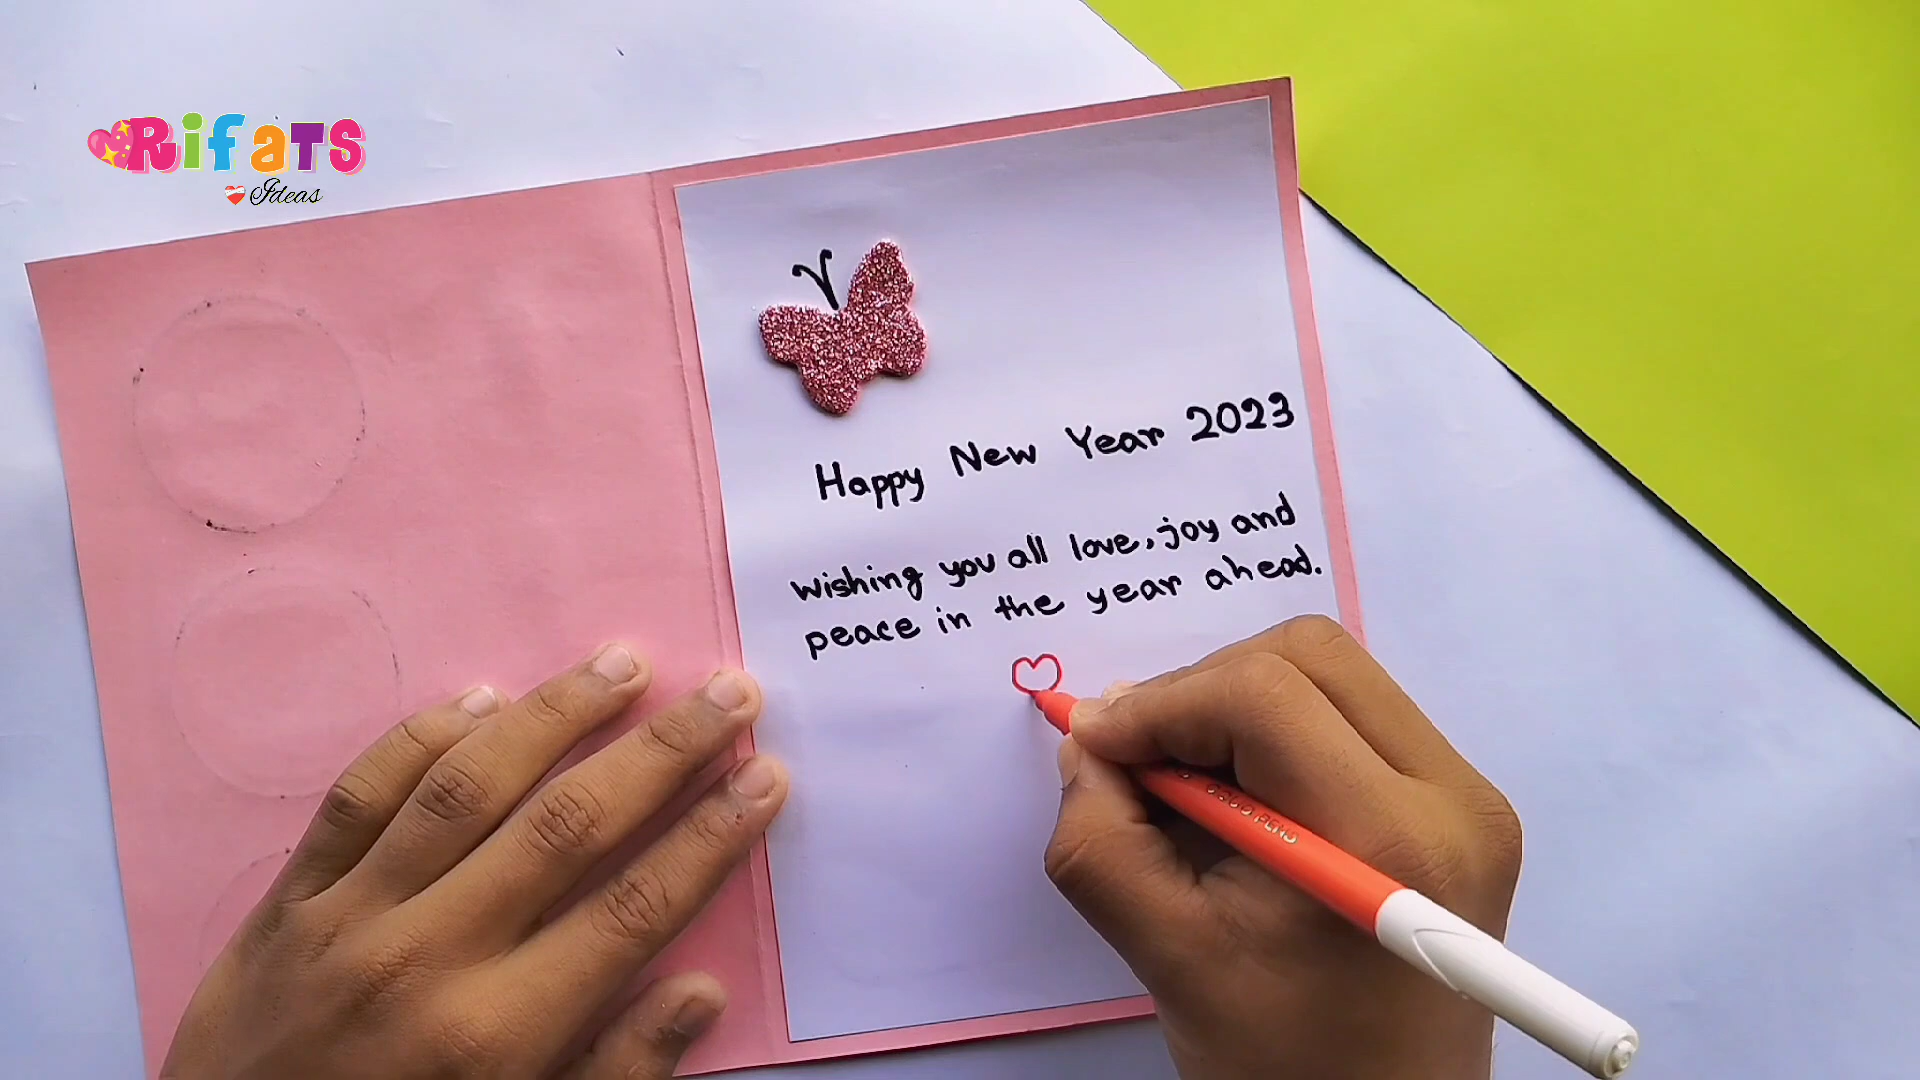 RifaTS
Ideas
Happy New Year 2023
Wishing you all love, joy and
peace in the year ahead.